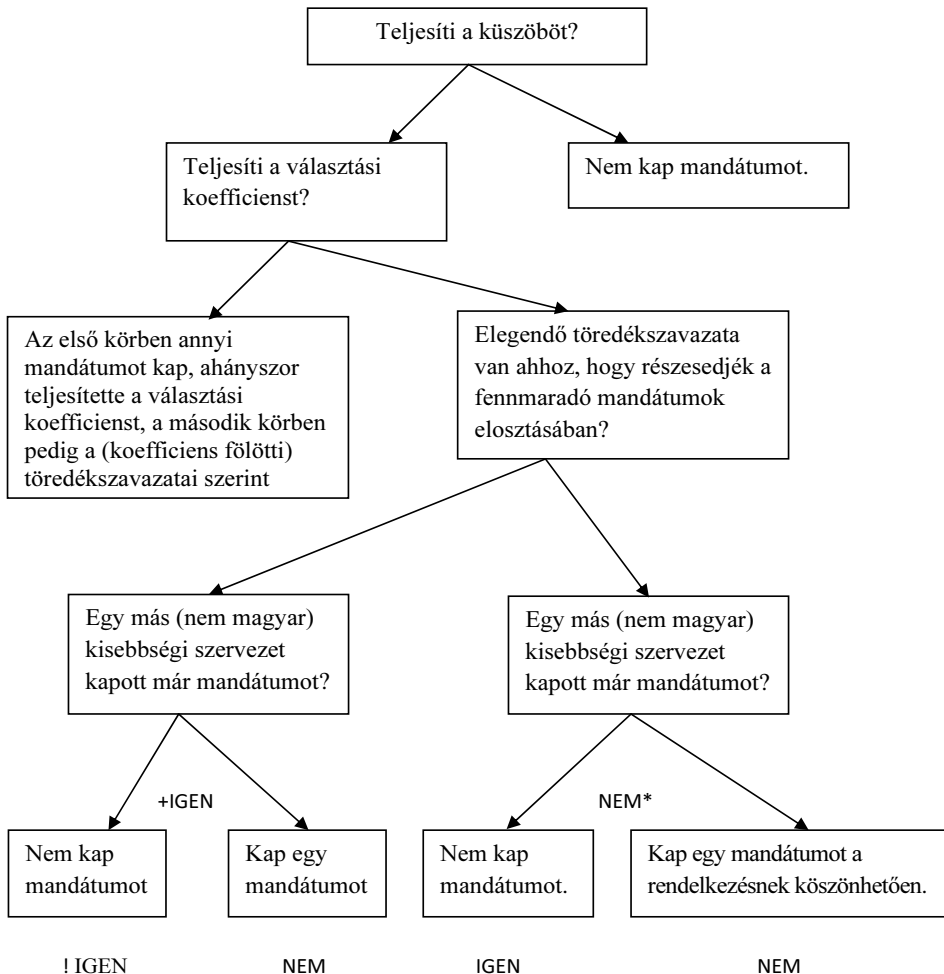 Teljesíti a küszöböt?
Teljesíti a választási
koefficienst?
Nem kap mandátumot.
Az első körben annyi
mandátumot kap, ahányszor
teljesítette a választási
koefficienst, a második körben
pedig a (koefficiens fölötti)
töredékszavazatai szerint
Elegendő töredékszavazata
van ahhoz, hogy részesedjék a
fennmaradó mandátumok
elosztásában?
Egy más (nem magyar)
kisebbségi szervezet
kapott már mandátumot?
Egy más (nem magyar)
kisebbségi szervezet
kapott már mandátumot?
+IGEN
NEM*
Nem kap
mandátumot
Kap egy
mandátumot
Nem kap
mandátumot.
Kap egy mandátumot a
rendelkezésnek köszönhetően.
! IGEN
NEM
IGEN
NEM